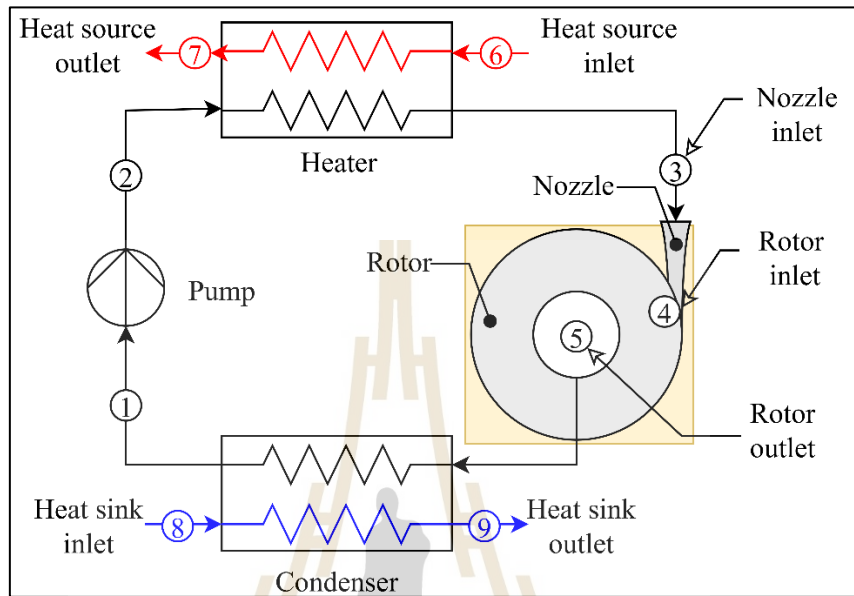 Heat source
outlet
7
6
Heat source
inlet
Heater
Nozzle
inlet
2
3
Nozzle
Rotor
Rotor
inlet
4
Pump
5
1
Rotor
outlet
Heat sink
inlet
8
9
Heat sink
outlet
Condenser